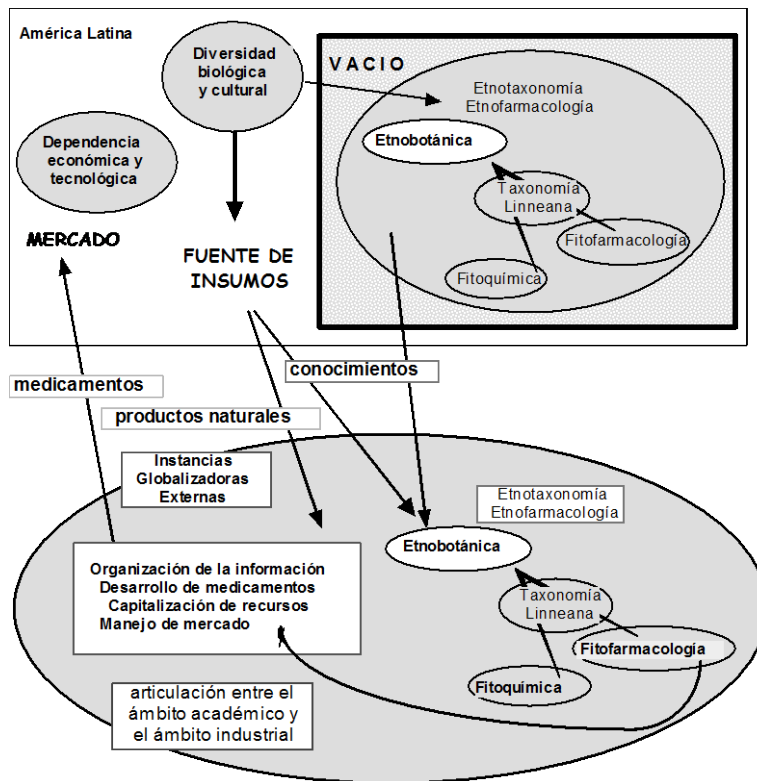 América Latina
Diversidad
biológica
y cultural
VACIO
Etnotaxonomía
Etnofarmacología
Etnobotánica
Dependencia
económica y
tecnológica
Taxonomía
Linneana
MERCADO
Fitofarmacología
FUENTE DE
INSUMOS
Fitoquímica
conocimientos
medicamentos
productos naturales
Instancias
Globalizadoras
Externas
Etnotaxonomía
Etnofarmacología
Etnobotánica
Organización de la información
Desarrollo de medicamentos
Capitalización de recursos
Manejo de mercado
Taxonomía
Linneana
Fitofarmacología
Fitoquímica
articulación entre el
ámbito académico y
el ámbito industrial